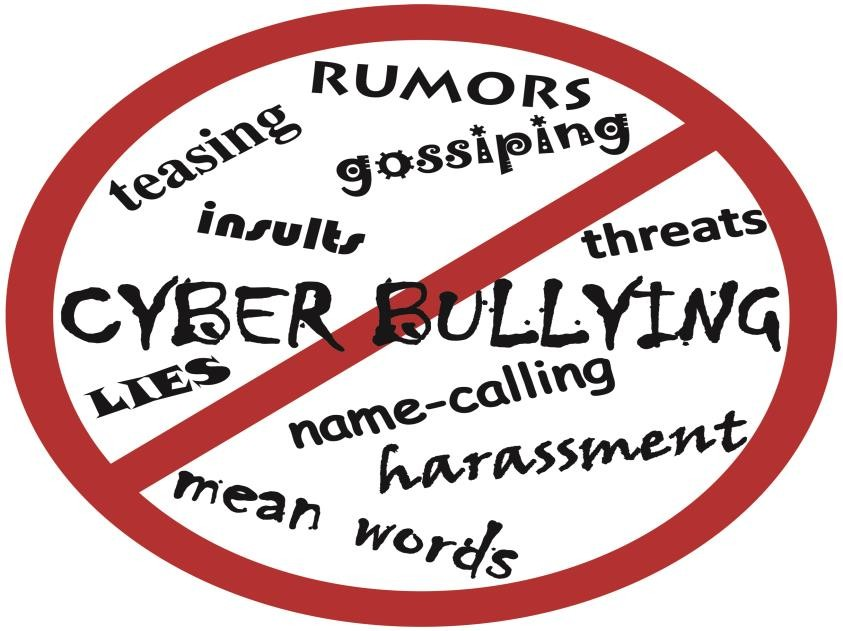 RUMORS
teasing
gossiping
insults
threats
CYBER BULLYING
LIES
name-calling
harassment
mean words